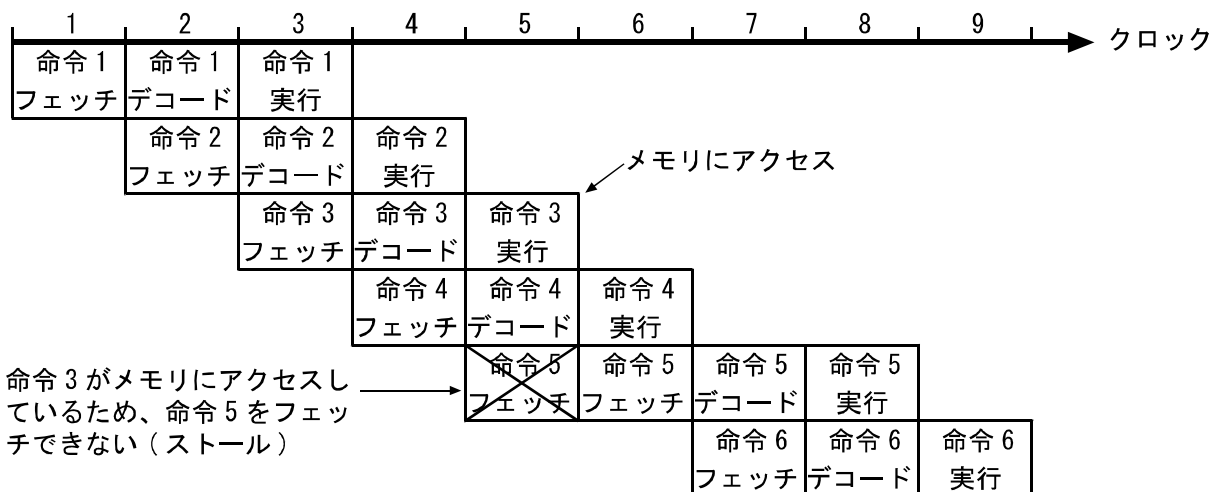 1 2 3 4 5 6 7 8 9
クロック
命令1 命令1 命令1
フェッチ デコード 実行
命令2 命令2 命令2
フェッチ デコード 実行
メモリにアクセス
命令3 命令3 命令3
フェッチ デコード 実行
命令4 命令4 命令4
フェッチ デコード 実行
命令5 命令5 命令5 命令5
フェッチ フェッチ デコード 実行
命令3がメモリにアクセスし
ているため、命令5をフェッ
チできない(ストール)
命令6 命令6 命令6
フェッチ デコード 実行